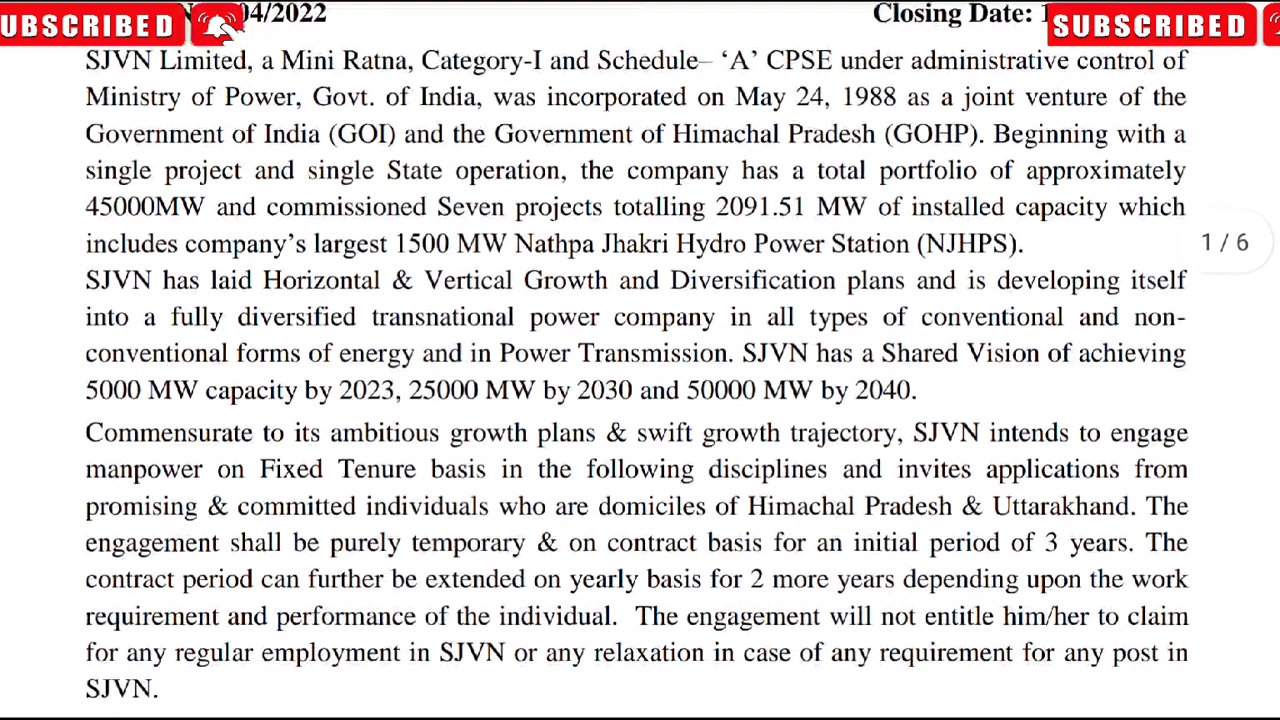 04/2022 Closing Date:
UBSCRIBED SUBSCRIBED
SJVN Limited, a Mini Ratna, Category-I and Schedule– ‘A’ CPSE under administrative control of
Ministry of Power, Govt. of India, was incorporated on May 24, 1988 as a joint venture of the
Government of India (GOI) and the Government of Himachal Pradesh (GOHP). Beginning with a
single project and single State operation, the company has a total portfolio of approximately
45000MW and commissioned Seven projects totalling 2091.51 MW of installed capacity which
includes company’s largest 1500 MW Nathpa Jhakri Hydro Power Station (NJHPS).
1 / 6
SJVN has laid Horizontal & Vertical Growth and Diversification plans and is developing itself
into a fully diversified transnational power company in all types of conventional and non-
conventional forms of energy and in Power Transmission. SJVN has a Shared Vision of achieving
5000 MW capacity by 2023, 25000 MW by 2030 and 50000 MW by 2040.
Commensurate to its ambitious growth plans & swift growth trajectory, SJVN intends to engage
manpower on Fixed Tenure basis in the following disciplines and invites applications from
promising & committed individuals who are domiciles of Himachal Pradesh & Uttarakhand. The
engagement shall be purely temporary & on contract basis for an initial period of 3 years. The
contract period can further be extended on yearly basis for 2 more years depending upon the work
requirement and performance of the individual. The engagement will not entitle him/her to claim
for any regular employment in SJVN or any relaxation in case of any requirement for any post in
SJVN.